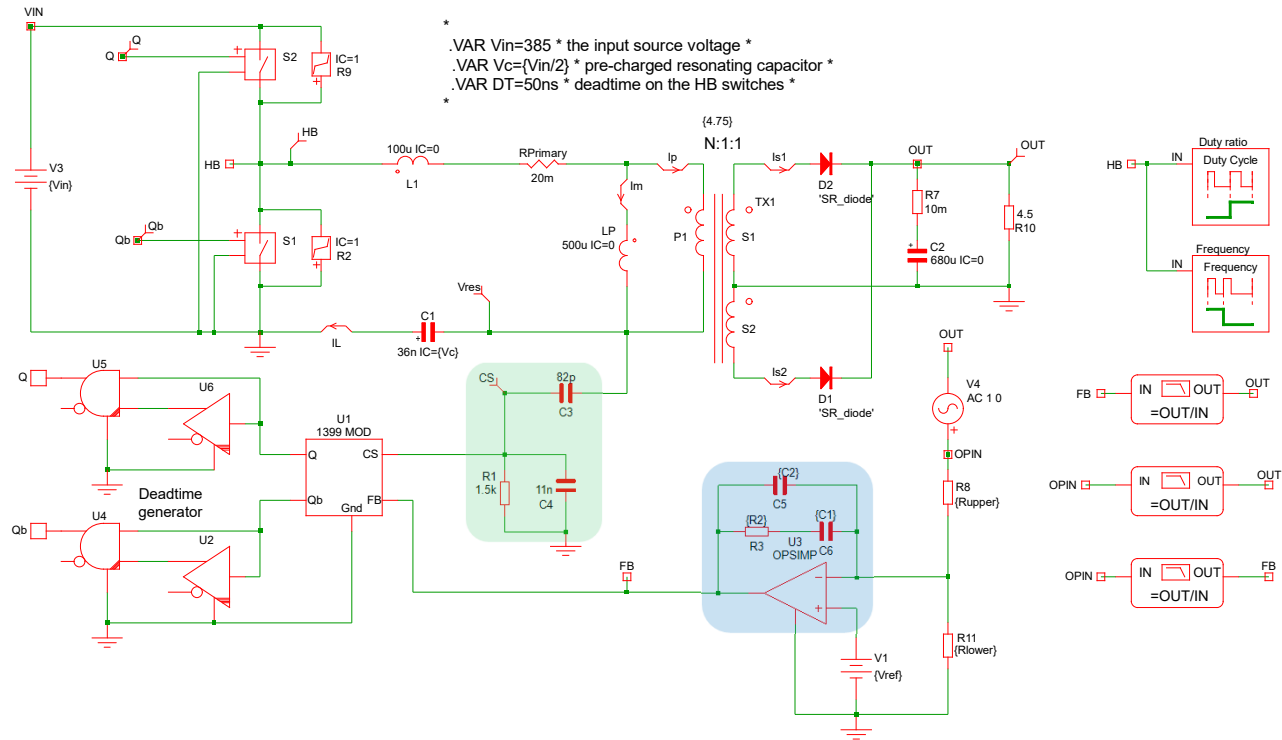 VIN
*
.VAR Vin=385 * the input source voltage *
.VAR Vc={Vin/2} * pre-charged resonating capacitor *
.VAR DT=50ns * deadtime on the HB switches *
*
Q
Q
S2
IC=1
R9
V3
{Vin}
HB
HB
100u IC=0
L1
RPrimary
20m
Ip
Im
LP
500u IC=0
{4.75}
N:1:1
P1
TX1
S1
S2
Is1
D2
'SR_diode'
Is2
D1
'SR_diode'
OUT
R7
10m
C2
680u IC=0
OUT
4.5
R10
Duty ratio
HB
IN
Duty Cycle
Frequency
IN
Frequency
Qb
Qb
S1
IC=1
R2
Vres
IL
C1
36n IC={Vc}
Q
U5
U6
U1
1399 MOD
Q
CS
Qb
FB
Gnd
Deadtime
generator
Qb
U4
U2
CS
82p
C3
R1
1.5k
11n
C4
FB
{C2}
C5
{R2}
R3
{C1}
C6
U3
OPSIMP
V1
{Vref}
OUT
V4
AC 1 0
OPIN
R8
{Rupper}
R11
{Rlower}
FB
IN
OUT
=OUT/IN
OUT
OPIN
IN
OUT
=OUT/IN
OUT
OPIN
IN
OUT
=OUT/IN
FB